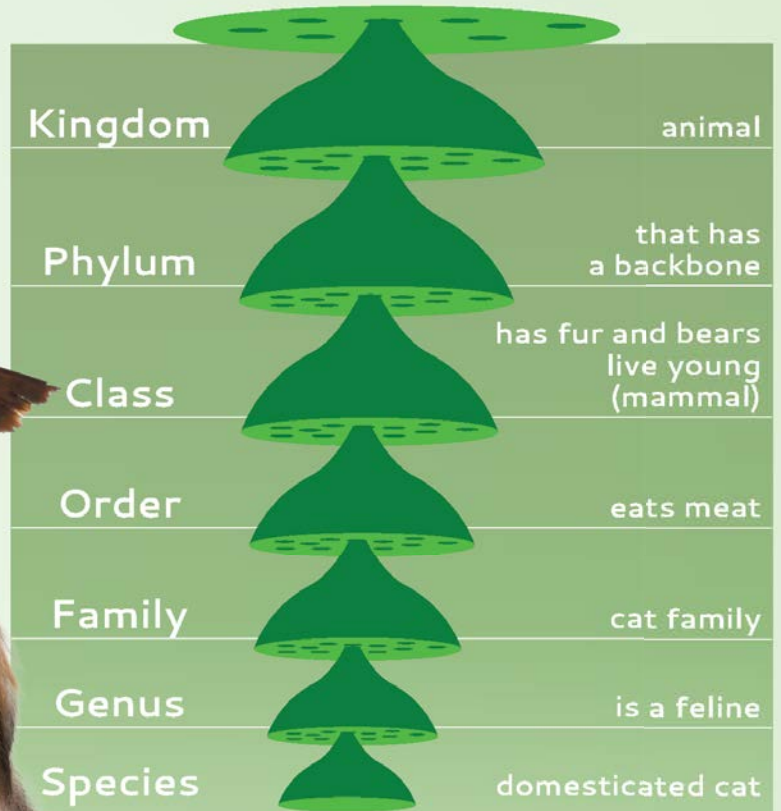 Kingdom
animal
Phylum
that has
a backbone
Class
has fur and bears
live young
(mammal)
Order
eats meat
Family
cat family
Genus
is a feline
Species
domesticated cat